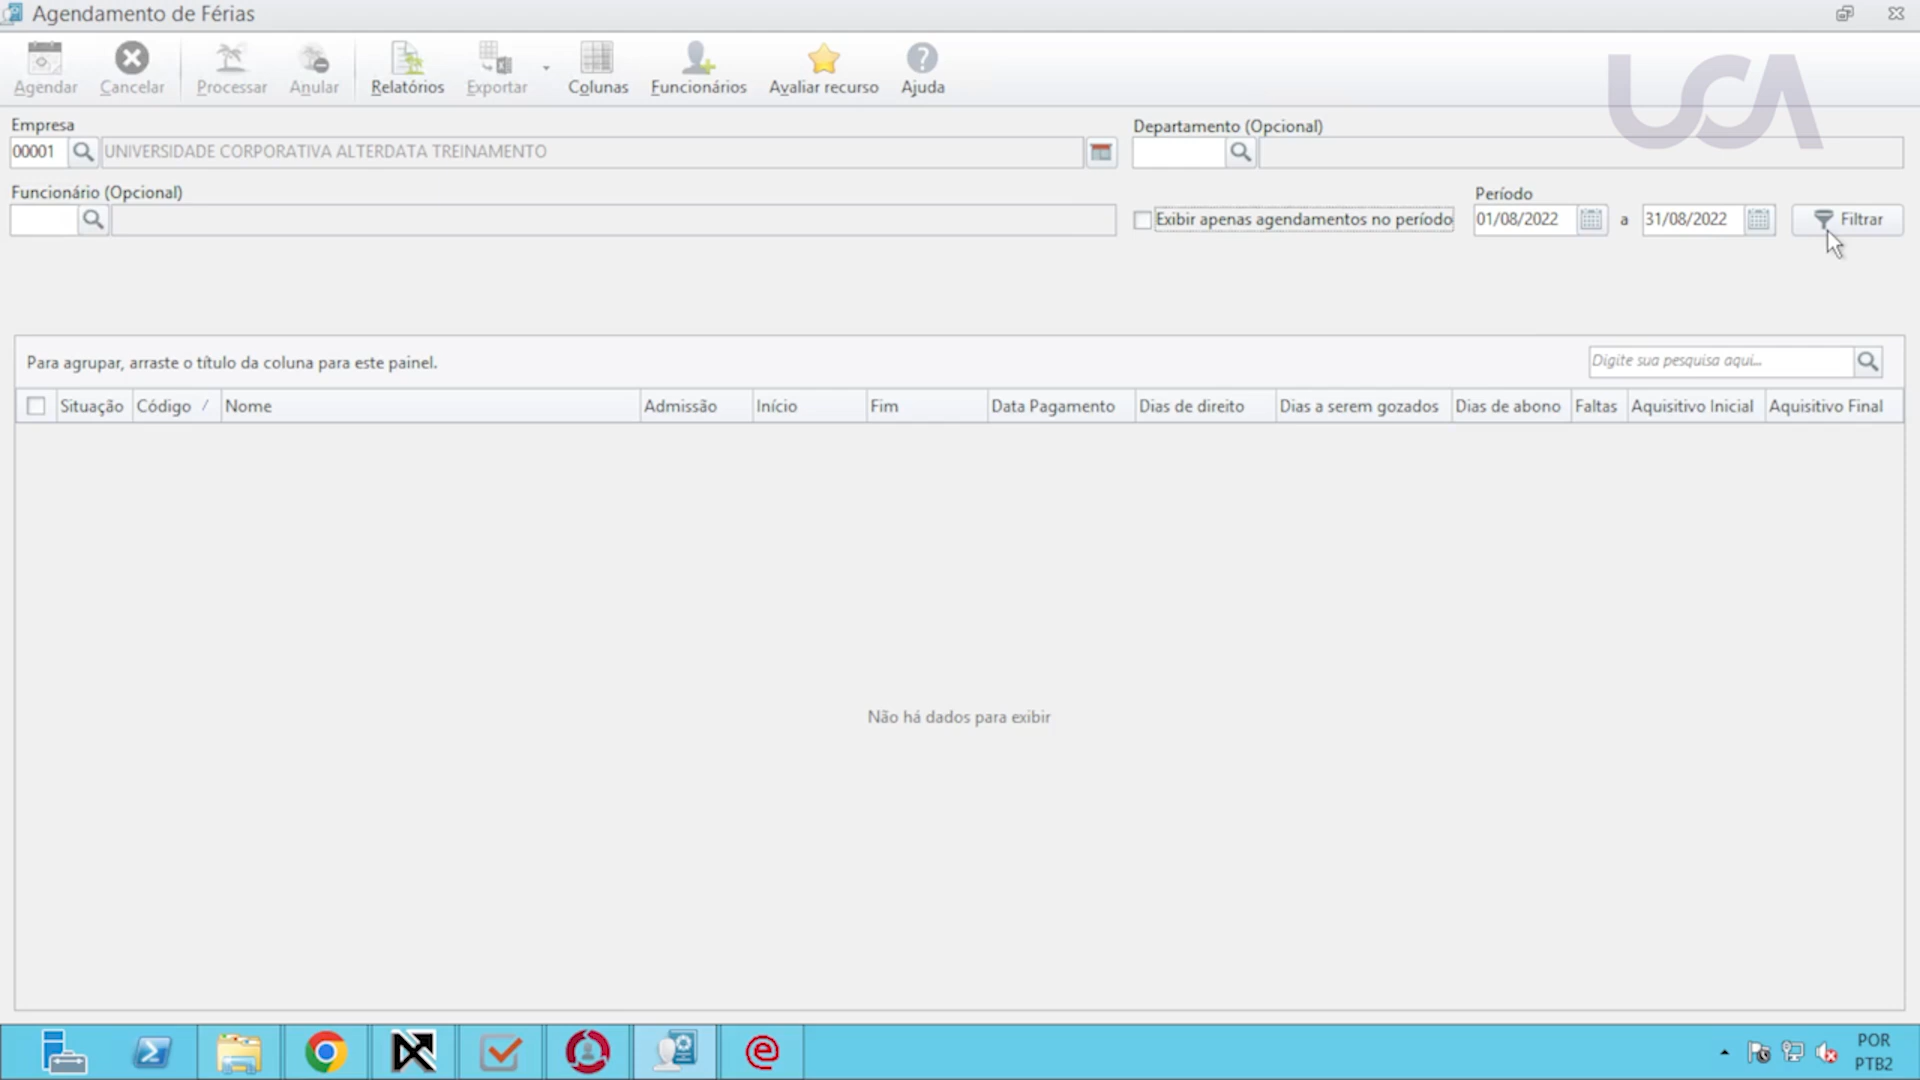 Agendamento de Férias
Agendar Cancelar Processar Anular Relatórios Exportar Colunas Funcionários Avaliar recurso Ajuda
UCA
Empresa Departamento (Opcional)
00001 UNIVERSIDADE CORPORATIVA ALTERDATA TREINAMENTO
Funcionário (Opcional) Período
Exibir apenas agendamentos no período 01/08/2022 a 31/08/2022 Filtrar
Para agrupar, arraste o título da coluna para este painel. Digite sua pesquisa aqui...
Situação Código Nome Admissão Início Fim Data Pagamento Dias de direito Dias a serem gozados Dias de abono Faltas Aquisitivo Inicial Aquisitivo Final
Não há dados para exibir
POR
PTB2